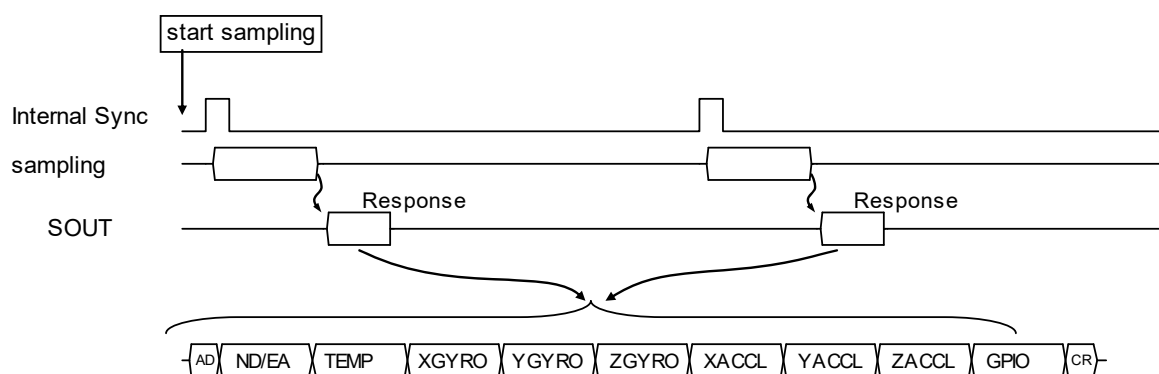 start sampling
Internal Sync
sampling
Response
Response
SOUT
AD ND/EA TEMP XGYRO YGYRO ZGYRO XACCL YACCL ZACCL GPIO CR